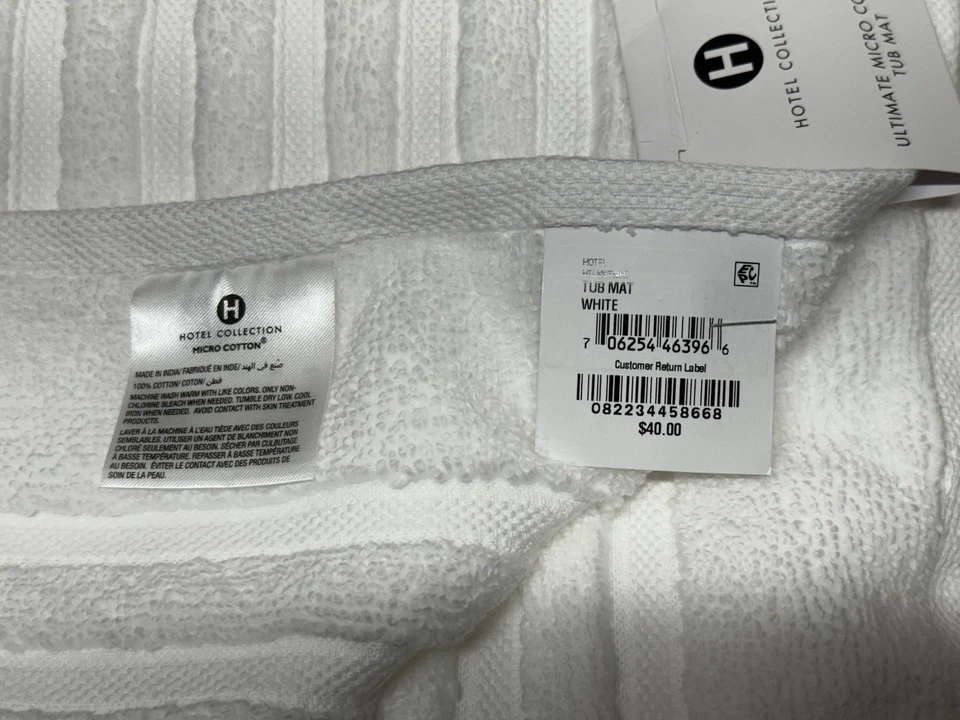 H
HOTEL COLLECTI
ULTIMATE MICRO CO
TUB MAT
H
HOTEL COLLECTION
MICRO COTTON®
MADE IN INDIA/ FABRIQUÉ EN INDE/ صنع في الهند
100% COTTON/ COTON/ قطن
MACHINE WASH WARM WITH LIKE COLORS. ONLY NON-
CHLORINE BLEACH WHEN NEEDED. TUMBLE DRY LOW. COOL
IRON WHEN NEEDED. AVOID CONTACT WITH SKIN TREATMENT
PRODUCTS.
LAVER À LA MACHINE À L'EAU TIÈDE AVEC DES COULEURS
SEMBLABLES. UTILISER UN AGENT DE BLANCHIMENT NON
CHLORÉ SEULEMENT AU BESOIN. SÉCHER PAR CULBUTAGE
À BASSE TEMPÉRATURE. REPASSER À BASSE TEMPÉRATURE
AU BESOIN. ÉVITER LE CONTACT AVEC DES PRODUITS DE
SOIN DE LA PEAU.
HOTEL
TUB MAT
WHITE
7 06254 46396 6
Customer Return Label
082234458668
$40.00